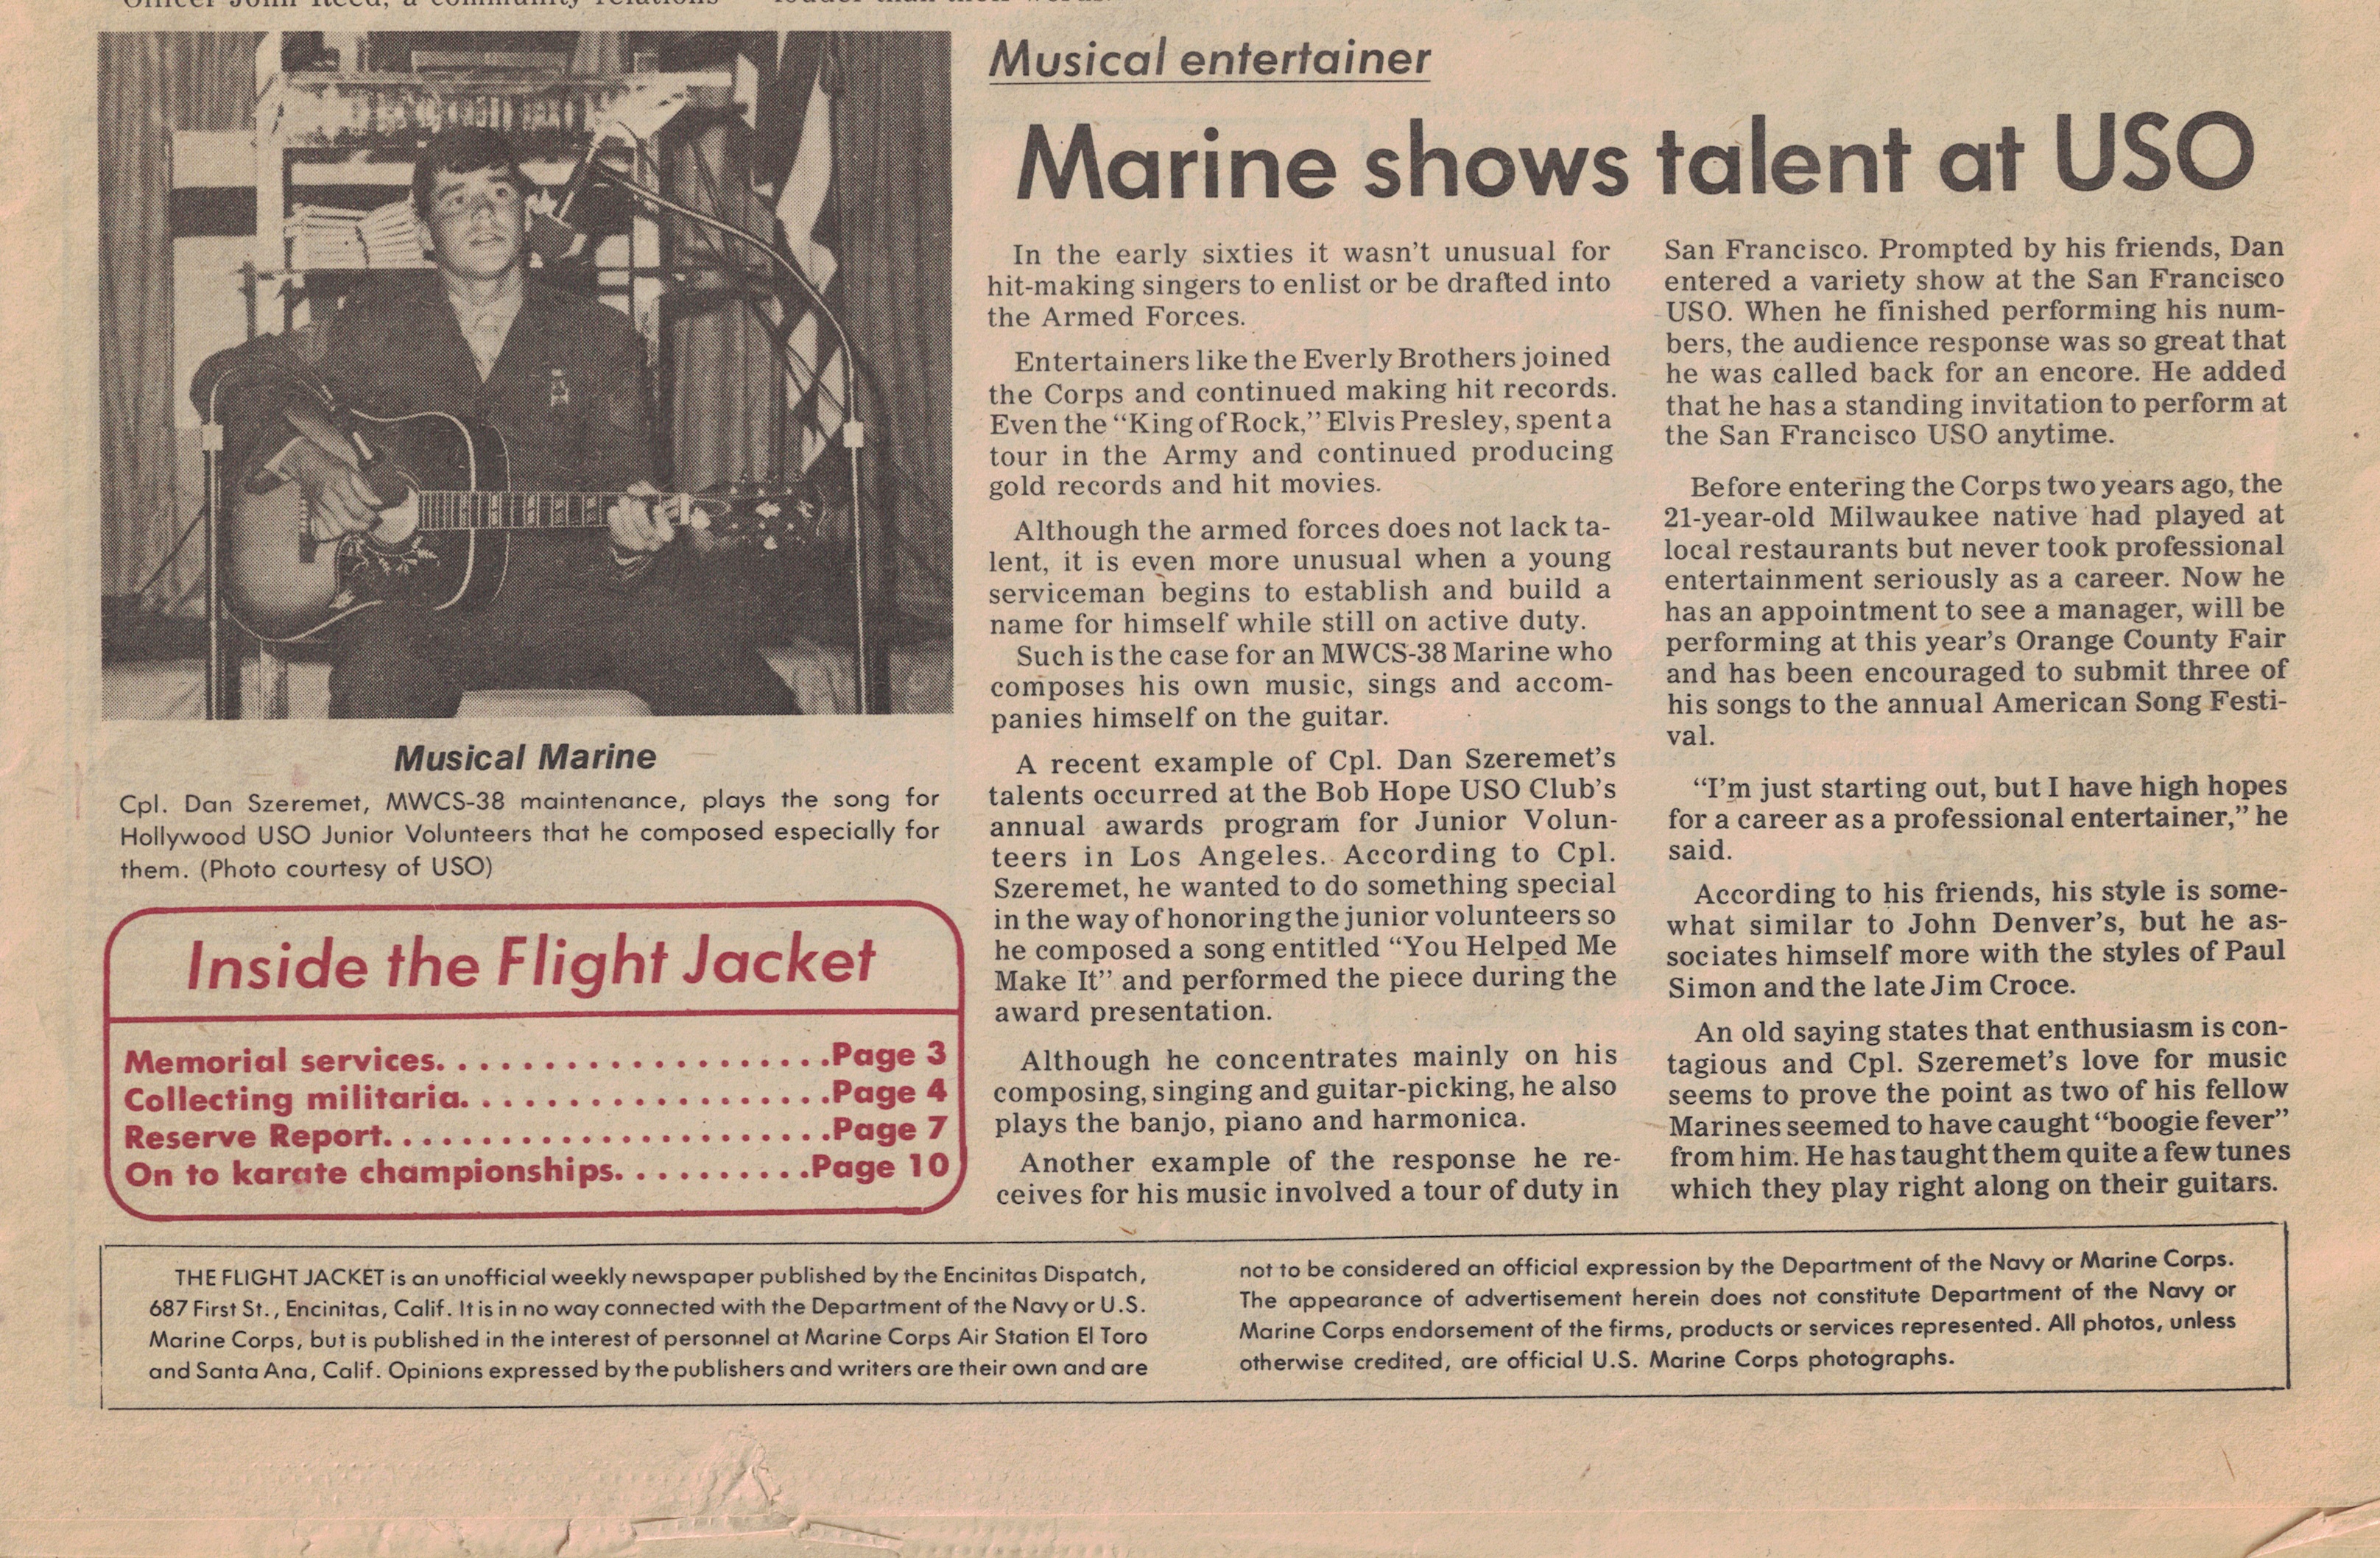 Officer John Reed, a community relations
louder than their words.
Musical entertainer
Marine shows talent at USO
Musical Marine
Cpl. Dan Szeremet, MWCS-38 maintenance, plays the song for
Hollywood USO Junior Volunteers that he composed especially for
them. (Photo courtesy of USO)
Inside the Flight Jacket
Memorial services. . . . . . . . . . . . . . . . . . .Page 3
Collecting militaria. . . . . . . . . . . . . . . . . .Page 4
Reserve Report. . . . . . . . . . . . . . . . . . . . . .Page 7
On to karate championships. . . . . . . . . .Page 10
In the early sixties it wasn't unusual for
hit-making singers to enlist or be drafted into
the Armed Forces.
Entertainers like the Everly Brothers joined
the Corps and continued making hit records.
Even the "King of Rock," Elvis Presley, spent a
tour in the Army and continued producing
gold records and hit movies.
Although the armed forces does not lack ta-
lent, it is even more unusual when a young
serviceman begins to establish and build a
name for himself while still on active duty.
Such is the case for an MWCS-38 Marine who
composes his own music, sings and accom-
panies himself on the guitar.
A recent example of Cpl. Dan Szeremet's
talents occurred at the Bob Hope USO Club's
annual awards program for Junior Volun-
teers in Los Angeles. According to Cpl.
Szeremet, he wanted to do something special
in the way of honoring the junior volunteers so
he composed a song entitled "You Helped Me
Make It" and performed the piece during the
award presentation.
Although he concentrates mainly on his
composing, singing and guitar-picking, he also
plays the banjo, piano and harmonica.
Another example of the response he re-
ceives for his music involved a tour of duty in
San Francisco. Prompted by his friends, Dan
entered a variety show at the San Francisco
USO. When he finished performing his num-
bers, the audience response was so great that
he was called back for an encore. He added
that he has a standing invitation to perform at
the San Francisco USO anytime.
Before entering the Corps two years ago, the
21-year-old Milwaukee native had played at
local restaurants but never took professional
entertainment seriously as a career. Now he
has an appointment to see a manager, will be
performing at this year's Orange County Fair
and has been encouraged to submit three of
his songs to the annual American Song Festi-
val.
"I'm just starting out, but I have high hopes
for a career as a professional entertainer," he
said.
According to his friends, his style is some-
what similar to John Denver's, but he as-
sociates himself more with the styles of Paul
Simon and the late Jim Croce.
An old saying states that enthusiasm is con-
tagious and Cpl. Szeremet's love for music
seems to prove the point as two of his fellow
Marines seemed to have caught "boogie fever"
from him. He has taught them quite a few tunes
which they play right along on their guitars.
THE FLIGHT JACKET is an unofficial weekly newspaper published by the Encinitas Dispatch,
687 First St., Encinitas, Calif. It is in no way connected with the Department of the Navy or U.S.
Marine Corps, but is published in the interest of personnel at Marine Corps Air Station El Toro
and Santa Ana, Calif. Opinions expressed by the publishers and writers are their own and are
not to be considered an official expression by the Department of the Navy or Marine Corps.
The appearance of advertisement herein does not constitute Department of the Navy or
Marine Corps endorsement of the firms, products or services represented. All photos, unless
otherwise credited, are official U.S. Marine Corps photographs.